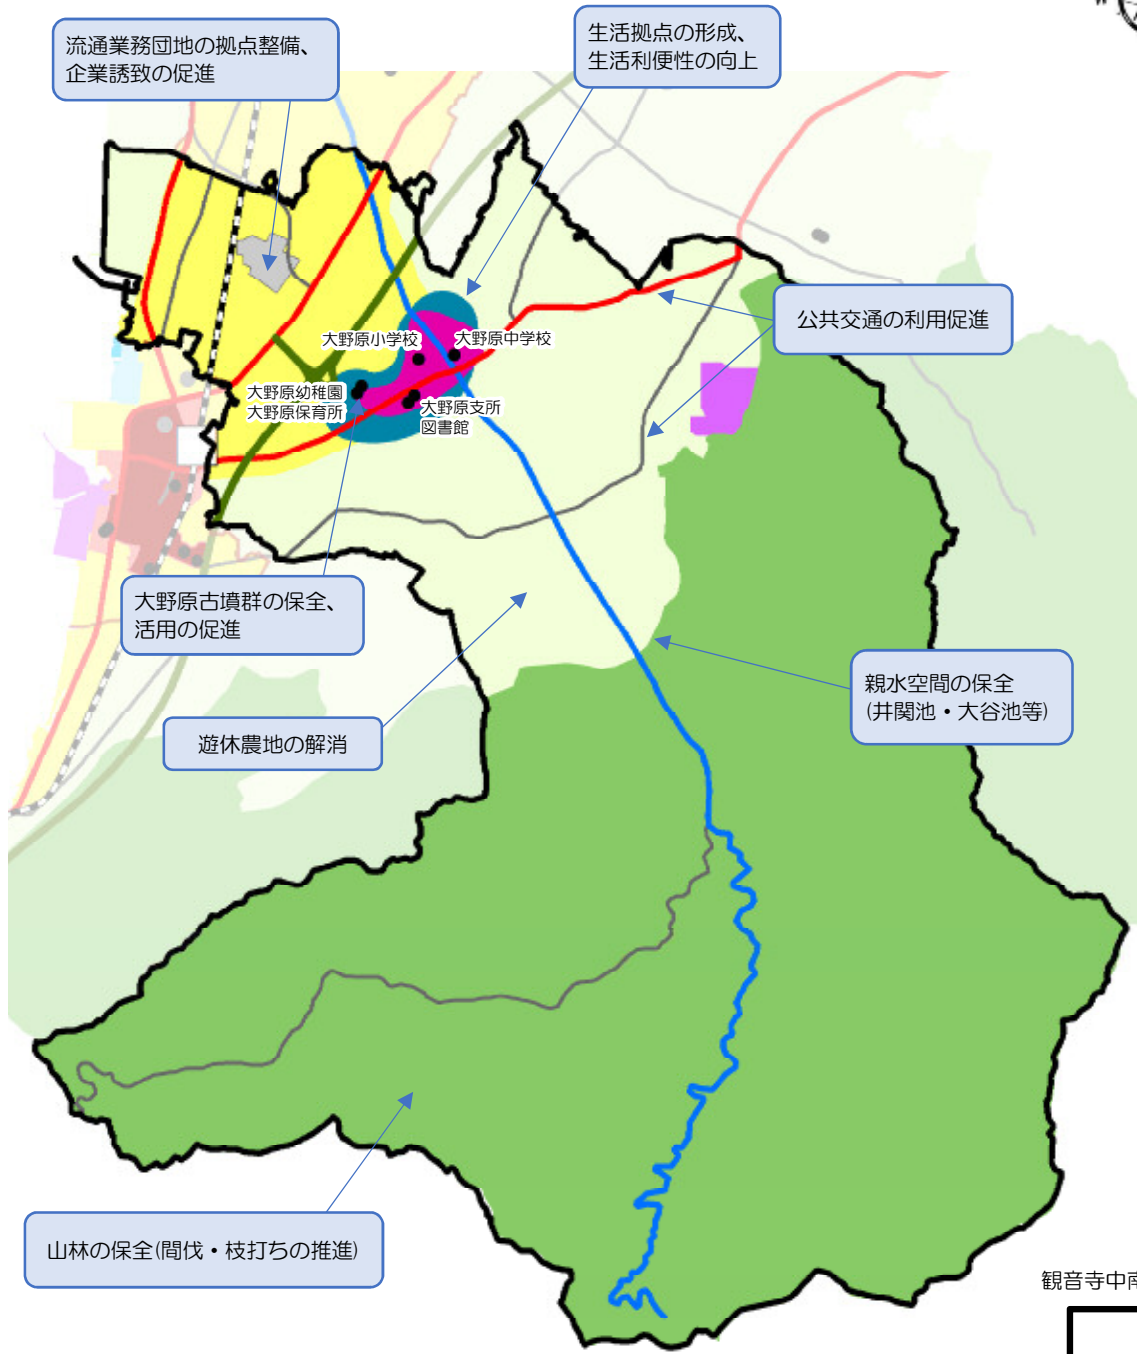 流通業務団地の拠点整備、
企業誘致の促進
生活拠点の形成、
生活利便性の向上
公共交通の利用促進
大野原小学校
大野原中学校
大野原幼稚園
大野原保育所
大野原支所
図書館
大野原古墳群の保全、
活用の促進
親水空間の保全
(井関池・大谷池等)
遊休農地の解消
山林の保全(間伐・枝打ちの推進)
観音寺中南